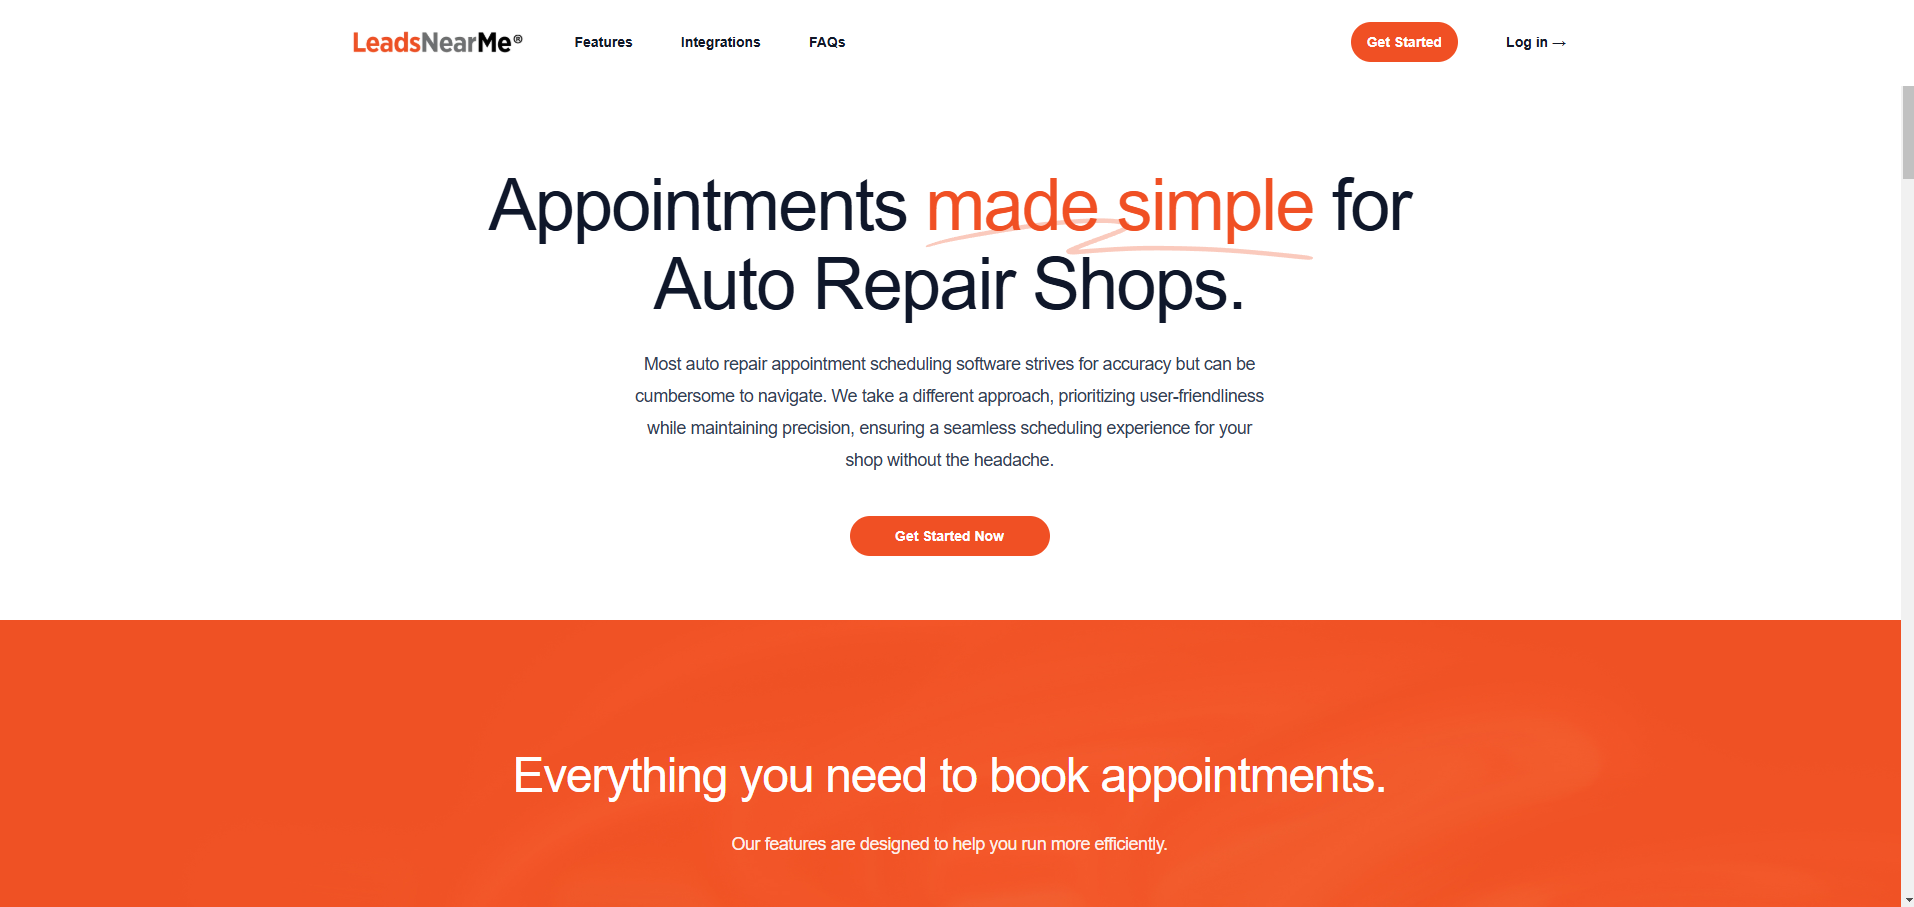 LeadsNearMe®
Features
Integrations
FAQs
Get Started
Log in →
Appointments made simple for
Auto Repair Shops.
Most auto repair appointment scheduling software strives for accuracy but can be
cumbersome to navigate. We take a different approach, prioritizing user-friendliness
while maintaining precision, ensuring a seamless scheduling experience for your
shop without the headache.
Get Started Now
Everything you need to book appointments.
Our features are designed to help you run more efficiently.